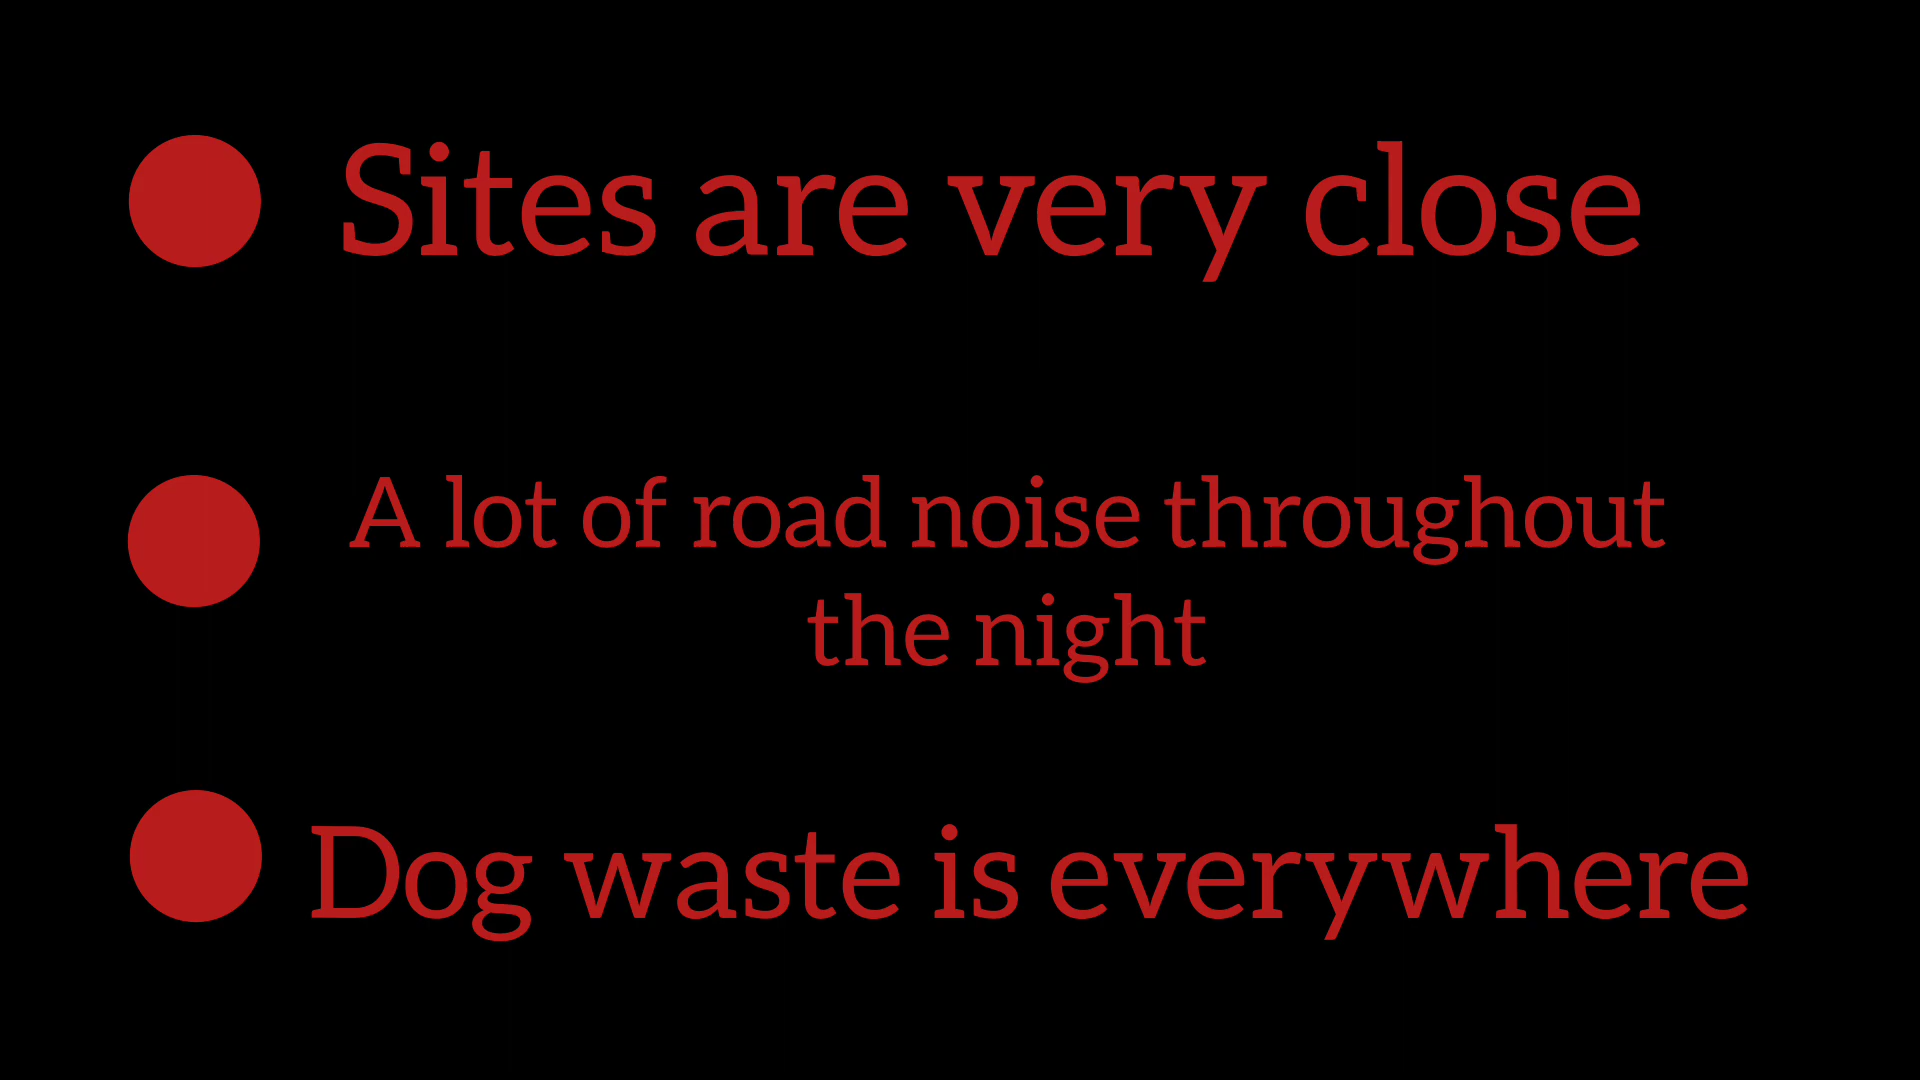 Sites are very close
A lot of road noise throughout
the night
Dog waste is everywhere